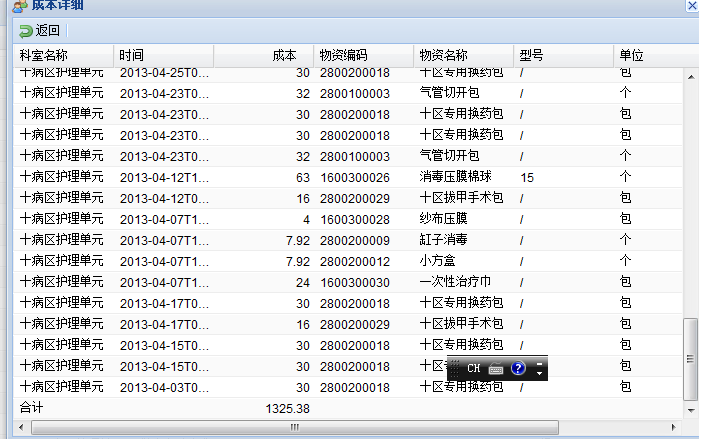 成本详细
返回
科室名称 时间 成本 物资编码 物资名称 型号 单位
十病区护理单元 2013-04-25T0... 30 2800200018 十区专用换药包 / 包
十病区护理单元 2013-04-23T0... 32 2800100003 气管切开包 / 个
十病区护理单元 2013-04-23T0... 30 2800200018 十区专用换药包 / 包
十病区护理单元 2013-04-23T0... 30 2800200018 十区专用换药包 / 包
十病区护理单元 2013-04-23T0... 32 2800100003 气管切开包 / 个
十病区护理单元 2013-04-12T1... 63 1600300026 消毒压膜棉球 15 个
十病区护理单元 2013-04-12T0... 16 2800200029 十区拔甲手术包 / 包
十病区护理单元 2013-04-07T1... 4 1600300028 纱布压膜 / 包
十病区护理单元 2013-04-07T1... 7.92 2800200009 缸子消毒 / 个
十病区护理单元 2013-04-07T1... 7.92 2800200012 小方盒 / 个
十病区护理单元 2013-04-07T1... 24 1600300030 一次性治疗巾 / 包
十病区护理单元 2013-04-17T0... 30 2800200018 十区专用换药包 / 包
十病区护理单元 2013-04-17T0... 16 2800200029 十区拔甲手术包 / 包
十病区护理单元 2013-04-15T0... 30 2800200018 十区专用换药包 / 包
十病区护理单元 2013-04-15T0... 30 2800200018 十区 / 包
CH
十病区护理单元 2013-04-03T0... 30 2800200018 十区专用换药包 / 包
合计 1325.38